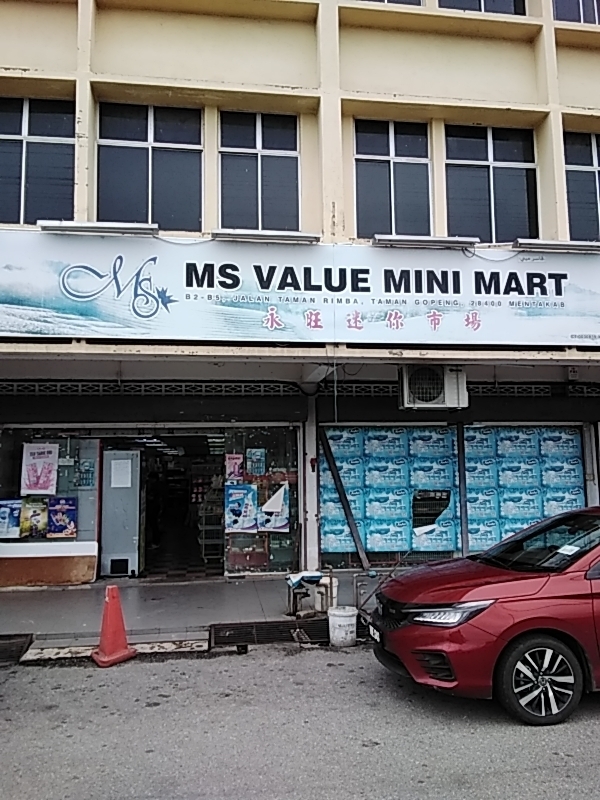 Ms
MS VALUE MINI MART
B2-B5, JALAN TAMAN RIMBA, TAMAN GOPENG, 28400 MENTAKAB
永旺迷你市場